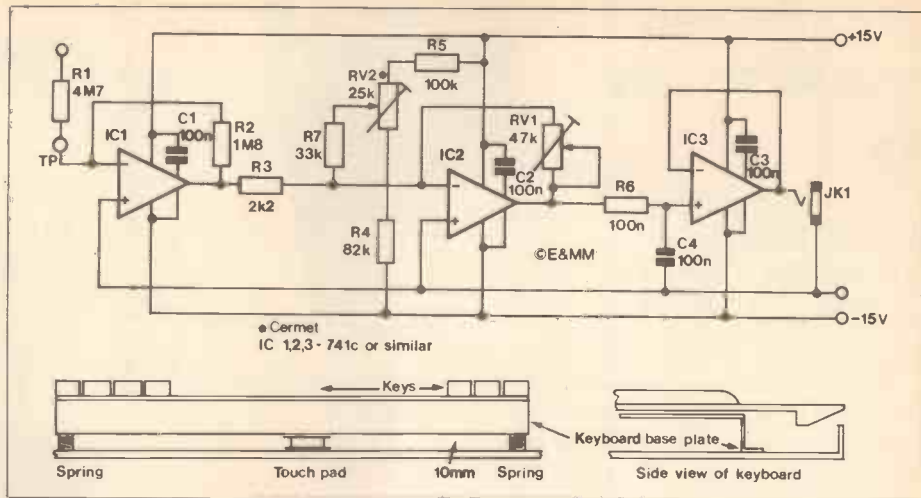 R1
4M7
TP
IC1
C1
100n
R2
1M8
R3
2k2
RV2
25k
R5
100k
R7
33k
R4
82k
IC2
C2
100n
RV1
47k
R6
100n
©E&MM
IC3
C3
100n
C4
100n
JK1
+15V
-15V
● Cermet
IC 1,2,3 - 741c or similar
Keys
Keyboard base plate
Spring
Touch pad
10mm
Spring
Side view of keyboard